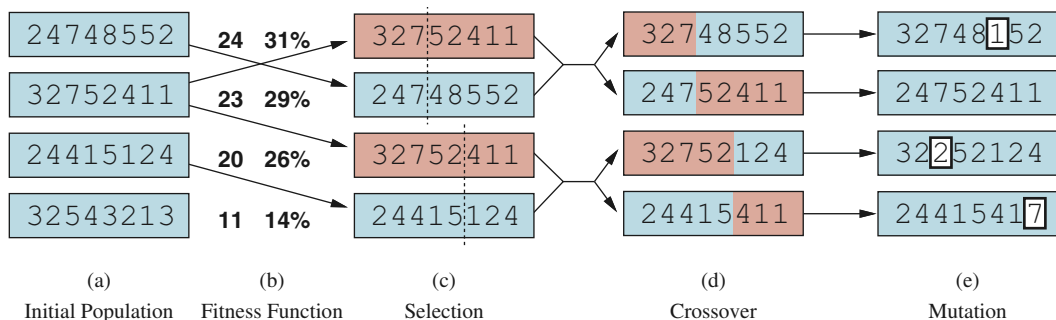 24748552 24 31% 32752411 32748552 32748152
32752411 23 29% 24748552 24752411 24752411
24415124 20 26% 32752411 32752124 32252124
32543213 11 14% 24415124 24415411 24415417
(a) (b) (c) (d) (e)
Initial Population Fitness Function Selection Crossover Mutation